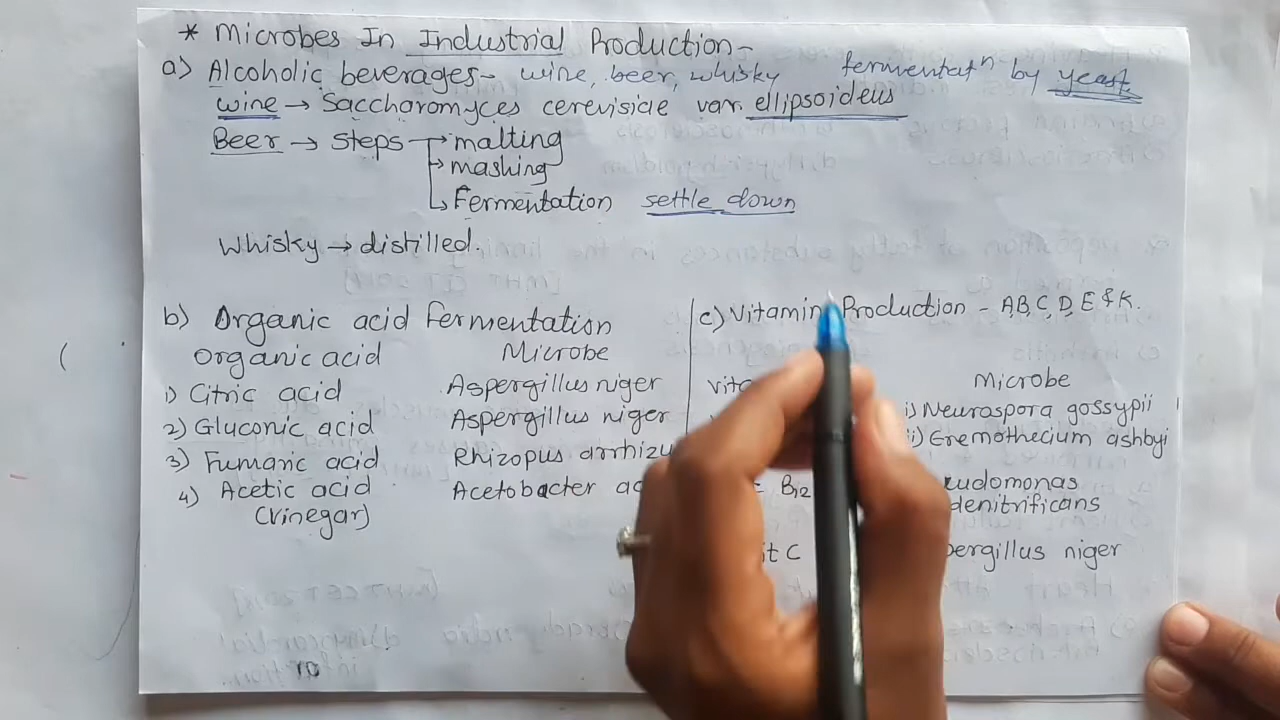 * Microbes In Industrial Production-
a) Alcoholic beverages- wine, beer, whisky fermentatⁿ by yeast.
wine → Saccharomyces cerevisiae var. ellipsoideus
Beer → steps → malting
→ mashing
→ Fermentation settle down
Whisky → distilled.
b) Organic acid fermentation
Organic acid Microbe
1) Citric acid Aspergillus niger
2) Gluconic acid Aspergillus niger
3) Fumaric acid Rhizopus
4) Acetic acid Acetobacter
(Vinegar)
c) Vitamin Production - A,B,C,D,E & K.
Microbe
i) Neuraspora gossypii
Eremothecium ashbyi
B12
denitrificans
C niger